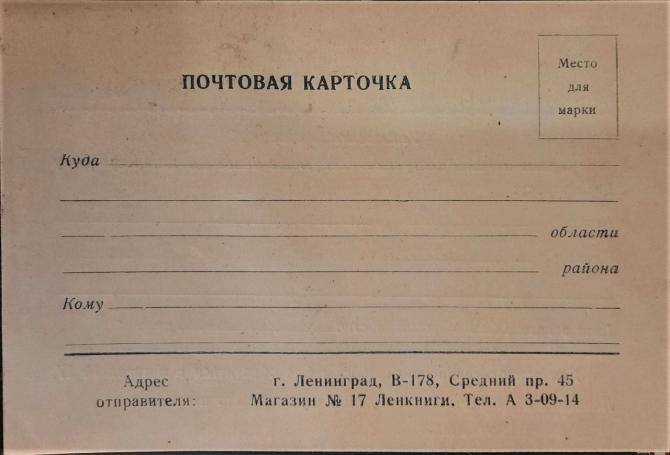 ПОЧТОВАЯ КАРТОЧКА
Место
для
марки
Куда
области
района
Кому
Адрес
отправителя:
г. Ленинград, В-178, Средний пр. 45
Магазин № 17 Ленкниги. Тел. А 3-09-14